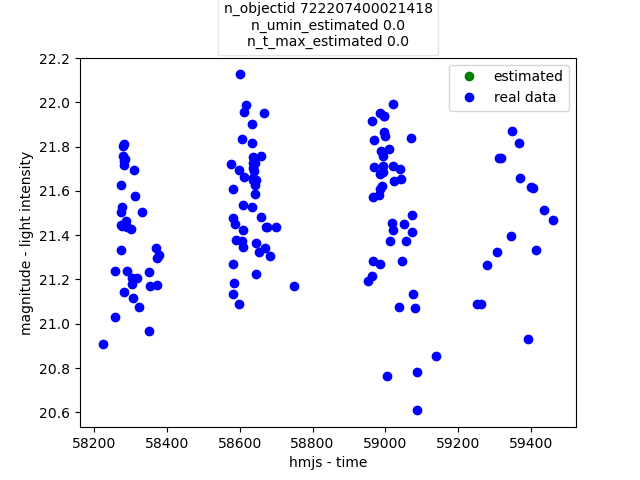 n_objectid 722207400021418
n_umin_estimated 0.0
n_t_max_estimated 0.0
estimated
real data
magnitude - light intensity
22.2
22.0
21.8
21.6
21.4
21.2
21.0
20.8
20.6
58200 58400 58600 58800 59000 59200 59400
hmjs - time